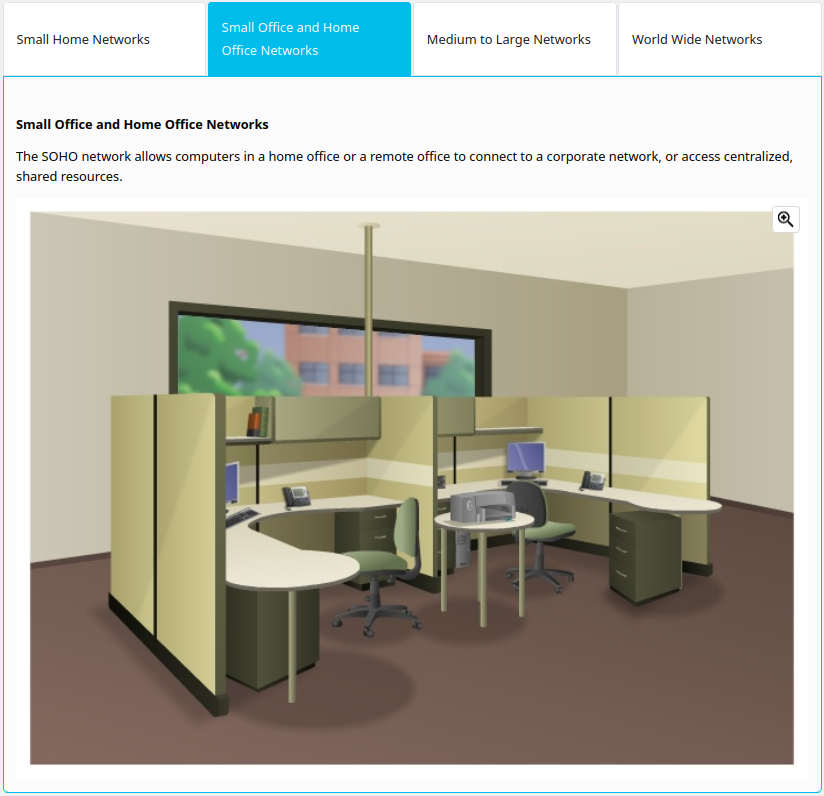 Small Home Networks
Small Office and Home
Office Networks
Medium to Large Networks
World Wide Networks
Small Office and Home Office Networks
The SOHO network allows computers in a home office or a remote office to connect to a corporate network, or access centralized,
shared resources.